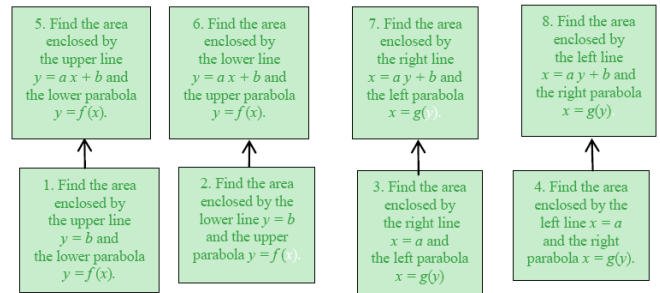 5. Find the area
enclosed by
the upper line
y = a x + b and
the lower parabola
y = f (x).
6. Find the area
enclosed by
the lower line
y = a x + b and
the upper parabola
y = f (x).
7. Find the area
enclosed by
the right line
x = a y + b and
the left parabola
x = g(y).
8. Find the area
enclosed by
the left line
x = a y + b and
the right parabola
x = g(y)
1. Find the area
enclosed by
the upper line
y = b and
the lower parabola
y = f (x).
2. Find the area
enclosed by the
lower line y = b
and the upper
parabola y = f (x).
3. Find the area
enclosed by
the right line
x = a and
the left parabola
x = g(y)
4. Find the area
enclosed by the
left line x = a
and the right
parabola x = g(y).